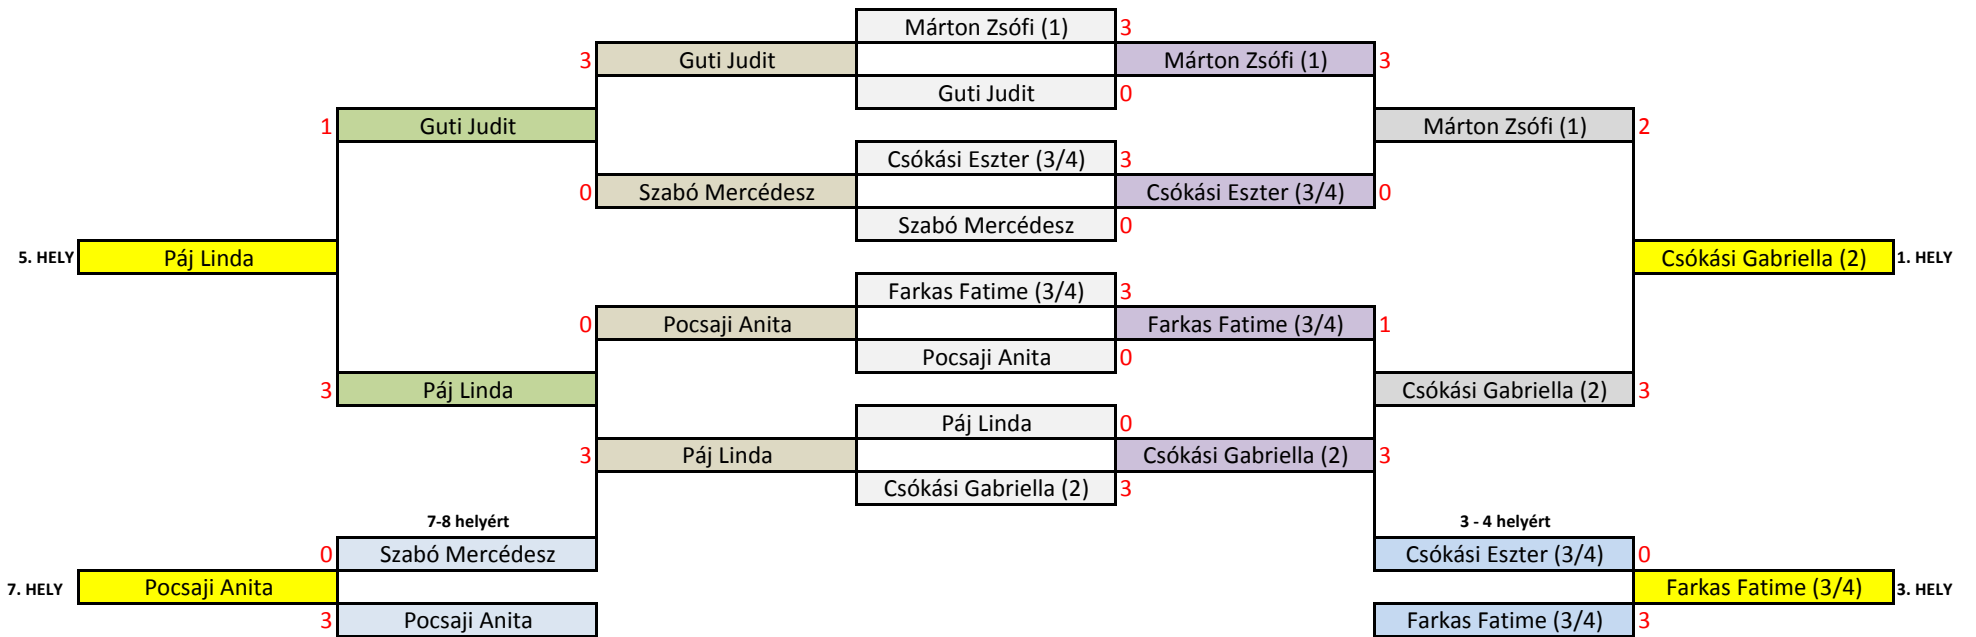 Márton Zsófi (1) 3
3 Guti Judit Márton Zsófi (1) 3
Guti Judit 0
1 Guti Judit Márton Zsófi (1) 2
Csókási Eszter (3/4) 3
0 Szabó Mercédesz Csókási Eszter (3/4) 0
Szabó Mercédesz 0
5. HELY Páj Linda Csókási Gabriella (2) 1. HELY
Farkas Fatime (3/4) 3
0 Pocsaji Anita Farkas Fatime (3/4) 1
Pocsaji Anita 0
3 Páj Linda Csókási Gabriella (2) 3
Páj Linda 0
3 Páj Linda Csókási Gabriella (2) 3
Csókási Gabriella (2) 3
7-8 helyért 3 - 4 helyért
0 Szabó Mercédesz Csókási Eszter (3/4) 0
7. HELY Pocsaji Anita Farkas Fatime (3/4) 3. HELY
3 Pocsaji Anita Farkas Fatime (3/4) 3